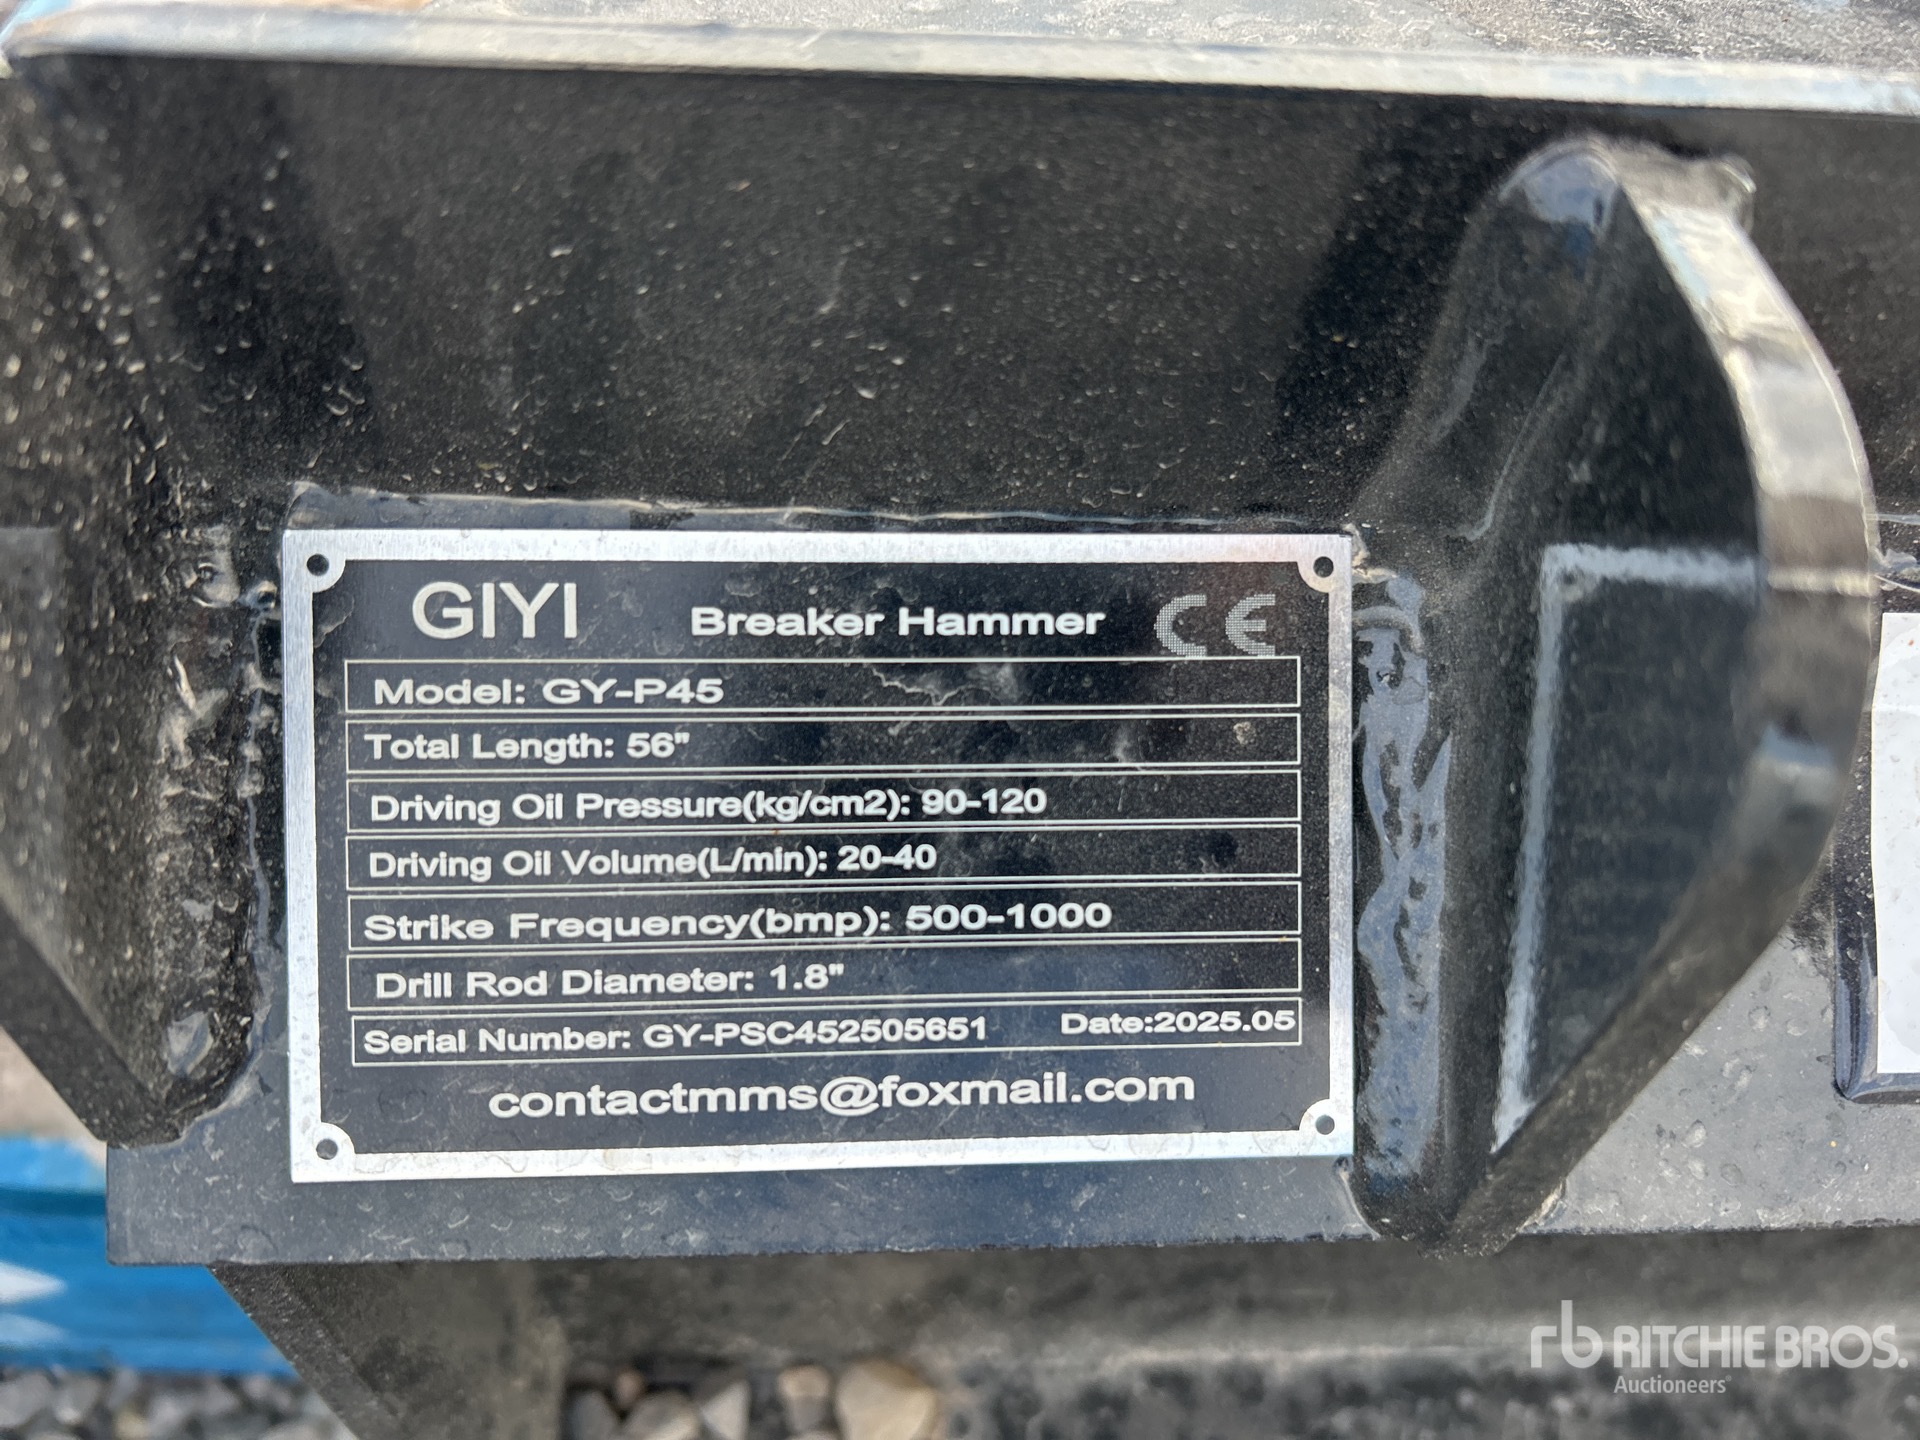 GIYI Breaker Hammer CE
Model: GY-P45
Total Length: 56"
Driving Oil Pressure(kg/cm2): 90-120
Driving Oil Volume(L/min): 20-40
Strike Frequency(bmp): 500-1000
Drill Rod Diameter: 1.8"
Serial Number: GY-PSC452505651 Date:2025.05
contactmms@foxmail.com
rb RITCHIE BROS.
Auctioneers